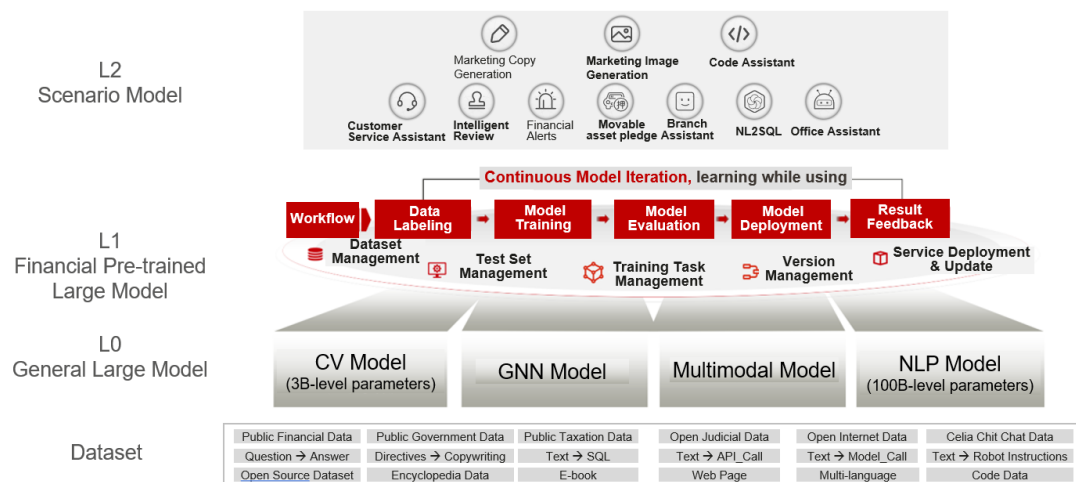 L2
Scenario Model
Marketing Copy
Generation
Marketing Image
Generation
Code Assistant
Customer
Service Assistant
Intelligent
Review
Financial
Alerts
Movable
asset pledge
Branch
Assistant
NL2SQL
Office Assistant
Continuous Model Iteration, learning while using
L1
Financial Pre-trained
Large Model
Workflow
Data
Labeling
Model
Training
Model
Evaluation
Model
Deployment
Result
Feedback
Dataset
Management
Test Set
Management
Training Task
Management
Version
Management
Service Deployment
& Update
L0
General Large Model
CV Model
(3B-level parameters)
GNN Model
Multimodal Model
NLP Model
(100B-level parameters)
Dataset
Public Financial Data
Public Government Data
Public Taxation Data
Open Judicial Data
Open Internet Data
Celia Chit Chat Data
Question → Answer
Directives → Copywriting
Text → SQL
Text → API_Call
Text → Model_Call
Text → Robot Instructions
Open Source Dataset
Encyclopedia Data
E-book
Web Page
Multi-language
Code Data